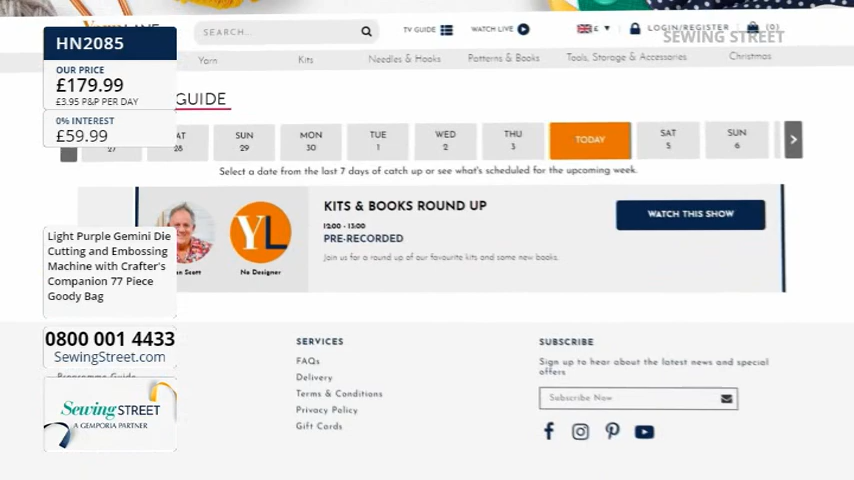 HN2085
OUR PRICE
£179.99
£3.95 P&P PER DAY
0% INTEREST
£59.99
LANE
SEARCH...
TV GUIDE
WATCH LIVE
£
LOGIN/REGISTER
(0)
SEWING STREET
Yarn
Kits
Needles & Hooks
Patterns & Books
Tools, Storage & Accessories
Christmas
GUIDE
27
SAT
28
SUN
29
MON
30
TUE
1
WED
2
THU
3
TODAY
SAT
5
SUN
6
Select a date from the last 7 days of catch up or see what's scheduled for the upcoming week.
YL
Scott
No Designer
KITS & BOOKS ROUND UP
12:00 - 13:00
PRE-RECORDED
Join us for a round up of our favourite kits and some new books.
WATCH THIS SHOW
Light Purple Gemini Die
Cutting and Embossing
Machine with Crafter's
Companion 77 Piece
Goody Bag
0800 001 4433
SewingStreet.com
Programme Guide
Sewing STREET
A GEMPORIA PARTNER
SERVICES
FAQs
Delivery
Terms & Conditions
Privacy Policy
Gift Cards
SUBSCRIBE
Sign up to hear about the latest news and special
offers
Subscribe Now